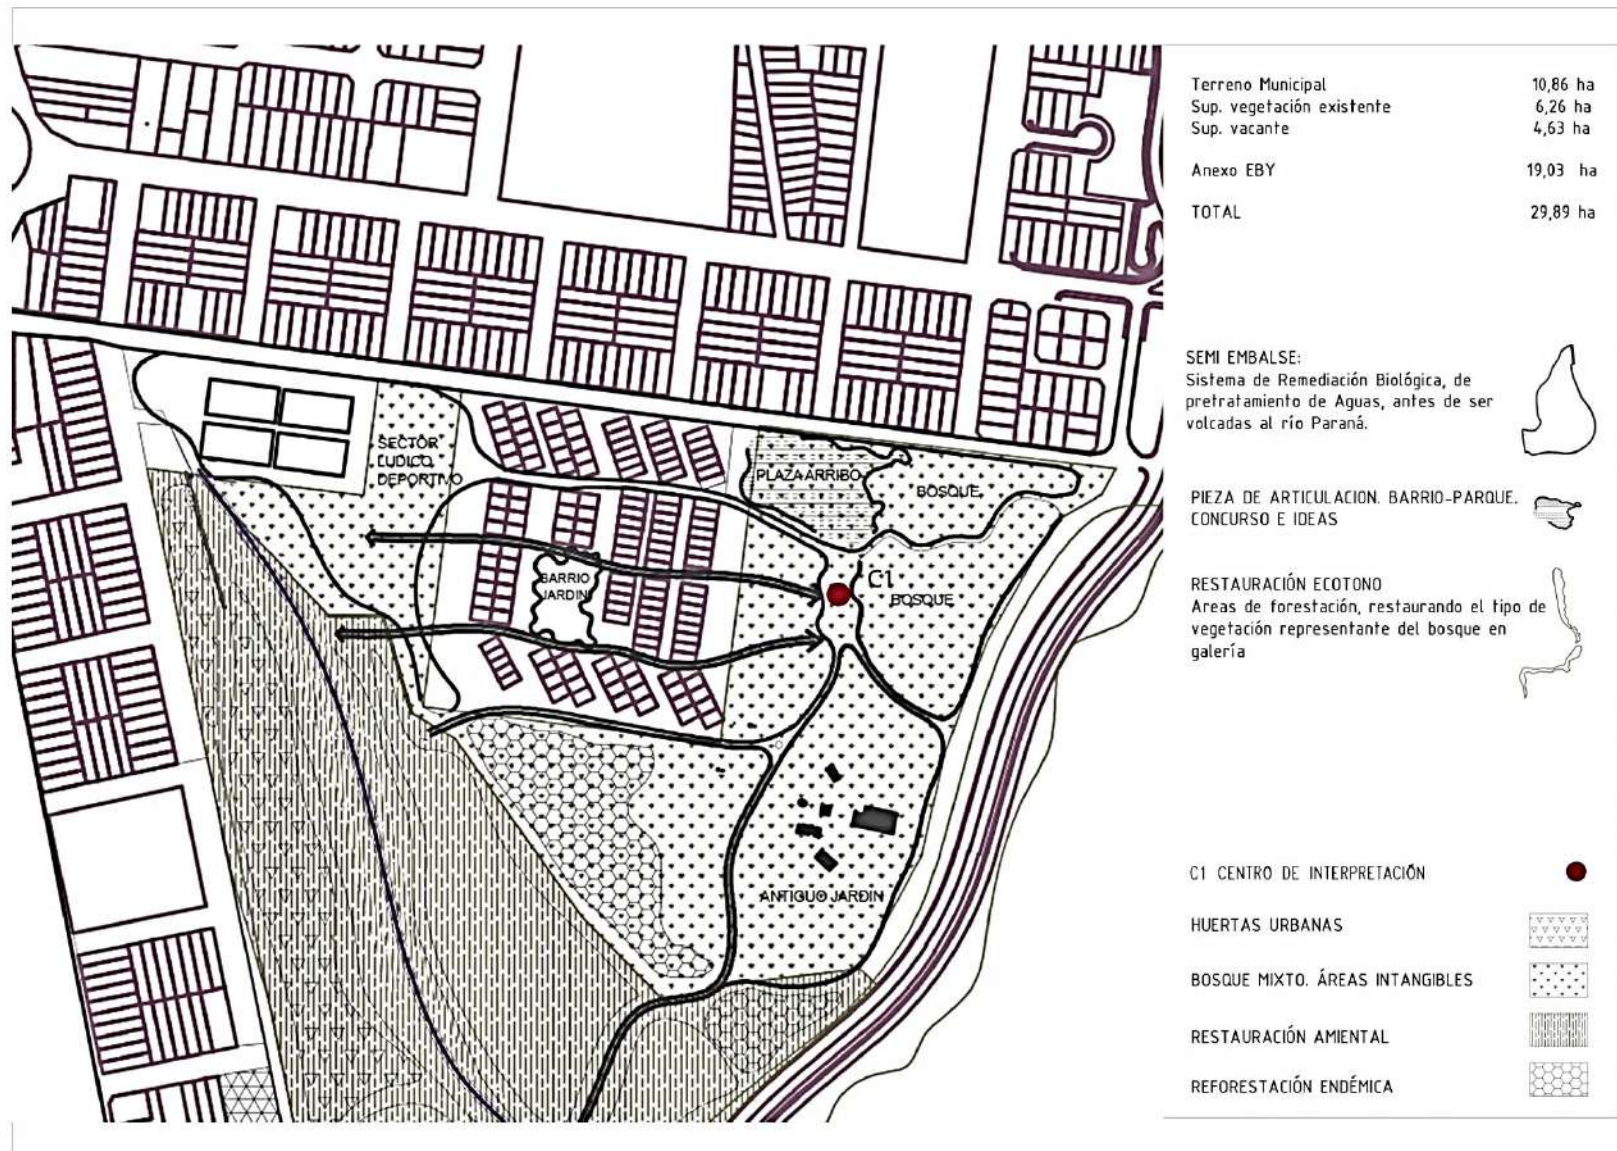 Terreno Municipal 10,86 ha
Sup. vegetación existente 6,26 ha
Sup. vacante 4,63 ha
Anexo EBY 19,03 ha
TOTAL 29,89 ha
SEMI EMBALSE:
Sistema de Remediación Biológica, de
pretratamiento de Aguas, antes de ser
volcadas al río Paraná.
PIEZA DE ARTICULACION. BARRIO-PARQUE.
CONCURSO E IDEAS
RESTAURACIÓN ECOTONO
Areas de forestación, restaurando el tipo de
vegetación representante del bosque en
galería
C1 CENTRO DE INTERPRETACIÓN
HUERTAS URBANAS
BOSQUE MIXTO. ÁREAS INTANGIBLES
RESTAURACIÓN AMIENTAL
REFORESTACIÓN ENDÉMICA
SECTOR
LUDICO
DEPORTIVO
PLAZA ARRIBO
BOSQUE
BARRIO
JARDIN
C1
BOSQUE
ANTIGUO JARDIN